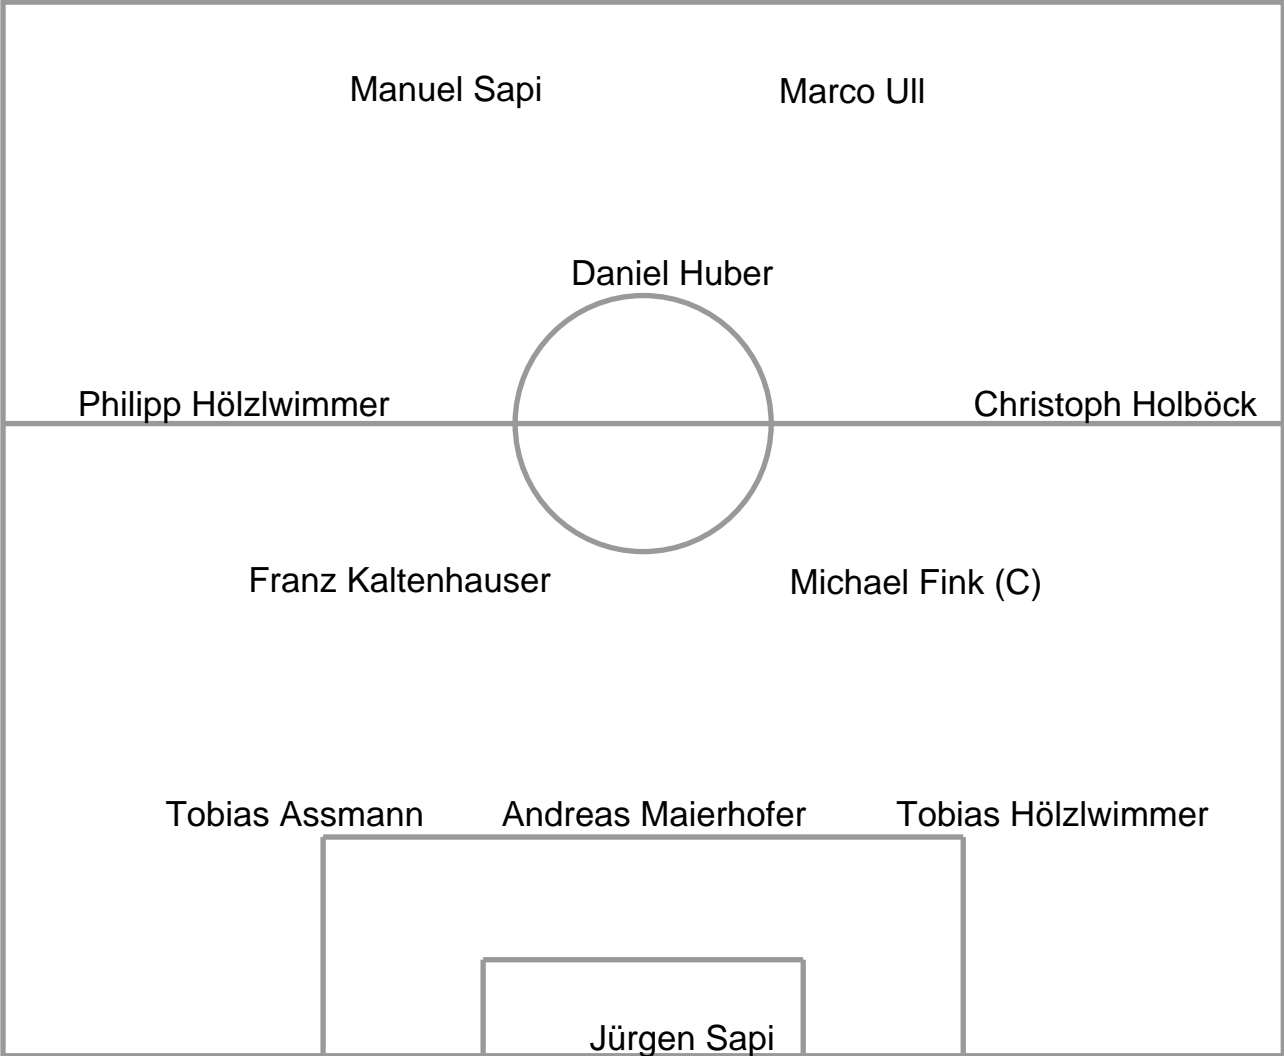 Manuel Sapi
Marco Ull
Daniel Huber
Philipp Hölzlwimmer
Christoph Holböck
Franz Kaltenhauser
Michael Fink (C)
Tobias Assmann
Andreas Maierhofer
Tobias Hölzlwimmer
Jürgen Sapi